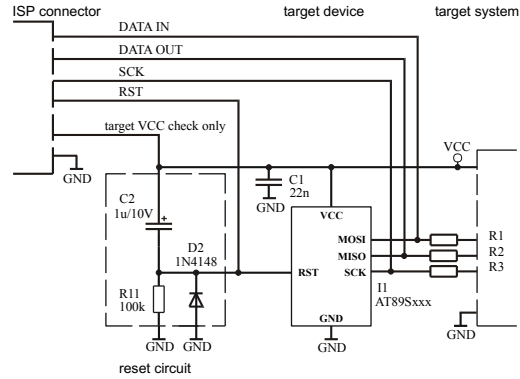 ISP connector
target device
target system
DATA IN
DATA OUT
SCK
RST
target VCC check only
VCC
GND
C1
22n
GND
C2
1u/10V
+
VCC
D2
1N4148
MOSI
MISO
SCK
RST
R1
R2
R3
R11
100k
I1
AT89Sxxx
GND
GND
GND
GND
GND
reset circuit